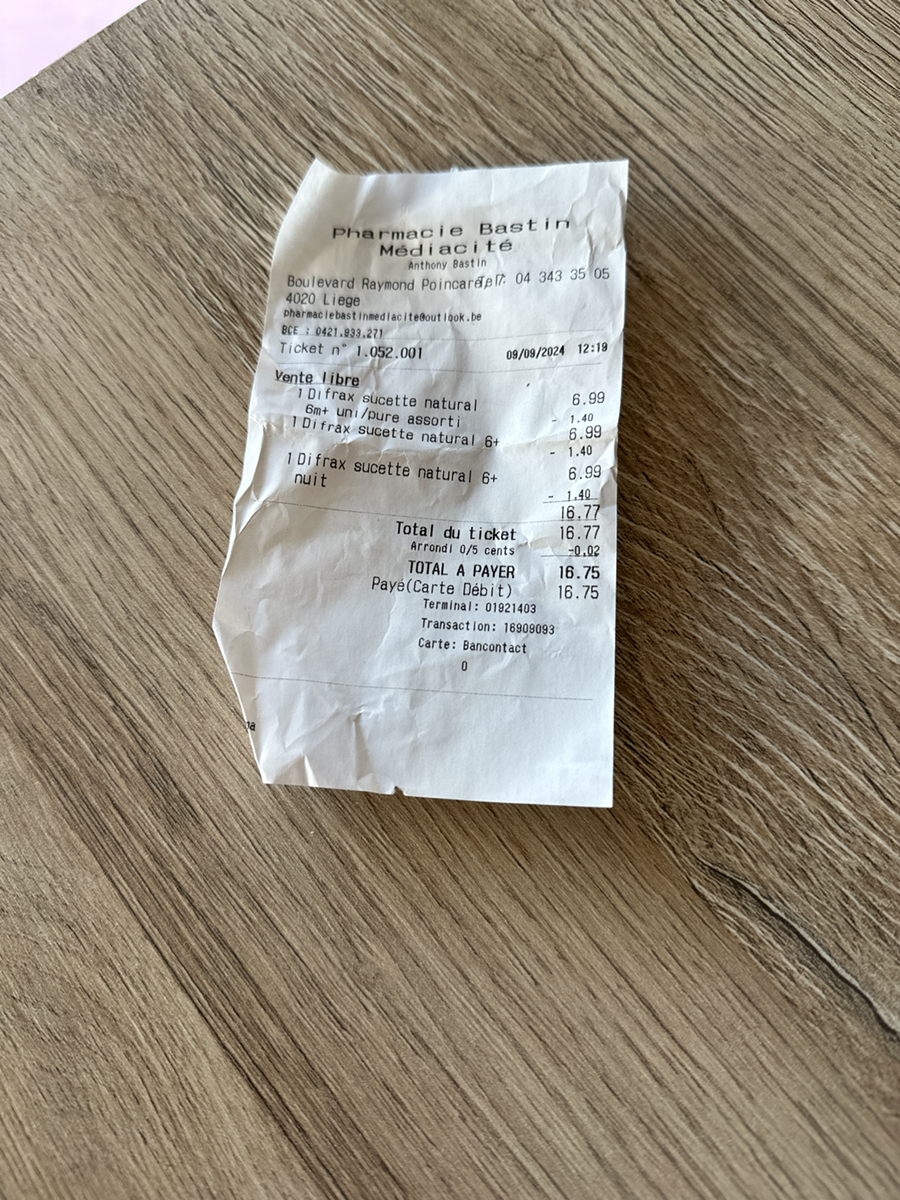 Pharmacie Bastin
Médiacité
Anthony Bastin
Boulevard Raymond Poincaré 7 Tel: 04 343 35 05
4020 Liege
pharmaciebastinmediacite@outlook.be
BCE : 0421.933.271
Ticket n° 1.052.001 09/09/2024 12:19
Vente libre
1 Difrax sucette natural 6.99
6m+ uni/pure assorti - 1.40
1 Difrax sucette natural 6+ 6.99
- 1.40
1 Difrax sucette natural 6+ 6.99
nuit - 1.40
16.77
Total du ticket 16.77
Arrondi 0/5 cents -0.02
TOTAL A PAYER 16.75
Payé(Carte Débit) 16.75
Terminal: 01921403
Transaction: 16909093
Carte: Bancontact
0